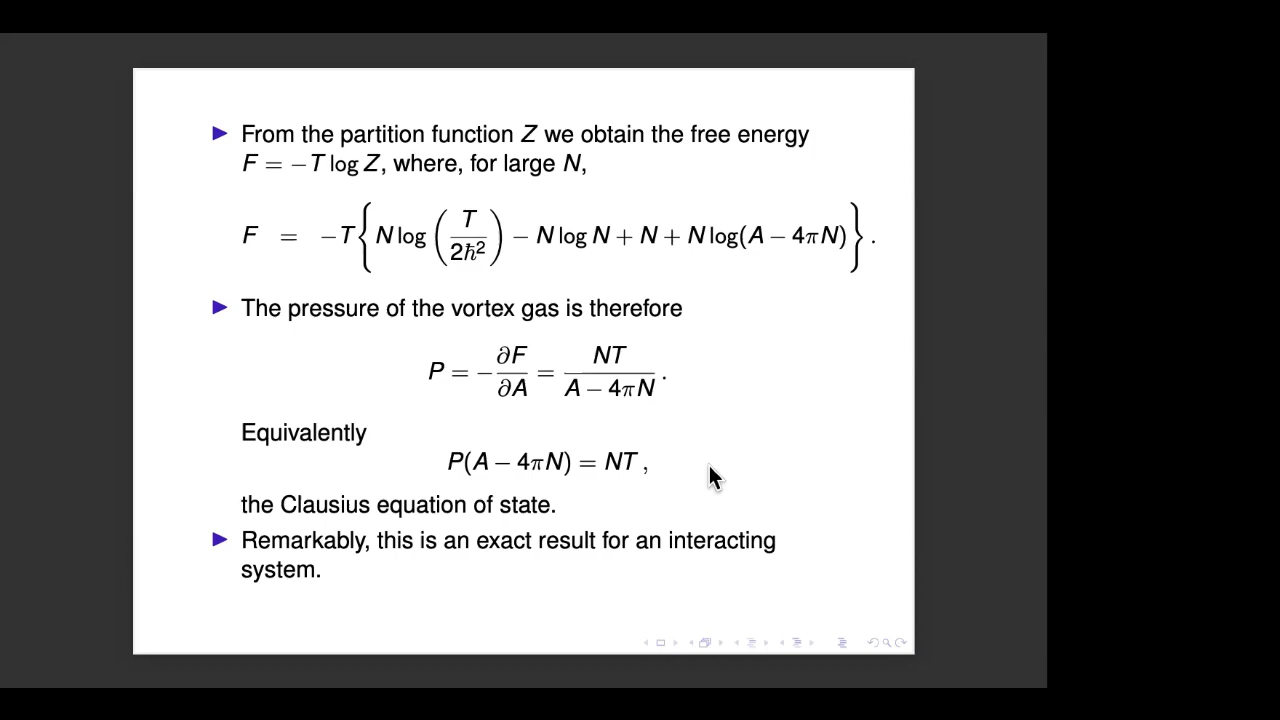 ▶ From the partition function Z we obtain the free energy
F = −T log Z, where, for large N,
F = −T{N log (T/2ħ²) − N log N + N + N log(A − 4πN)}.
▶ The pressure of the vortex gas is therefore
P = −∂F/∂A = NT/(A − 4πN).
Equivalently
P(A − 4πN) = NT ,
the Clausius equation of state.
▶ Remarkably, this is an exact result for an interacting
system.